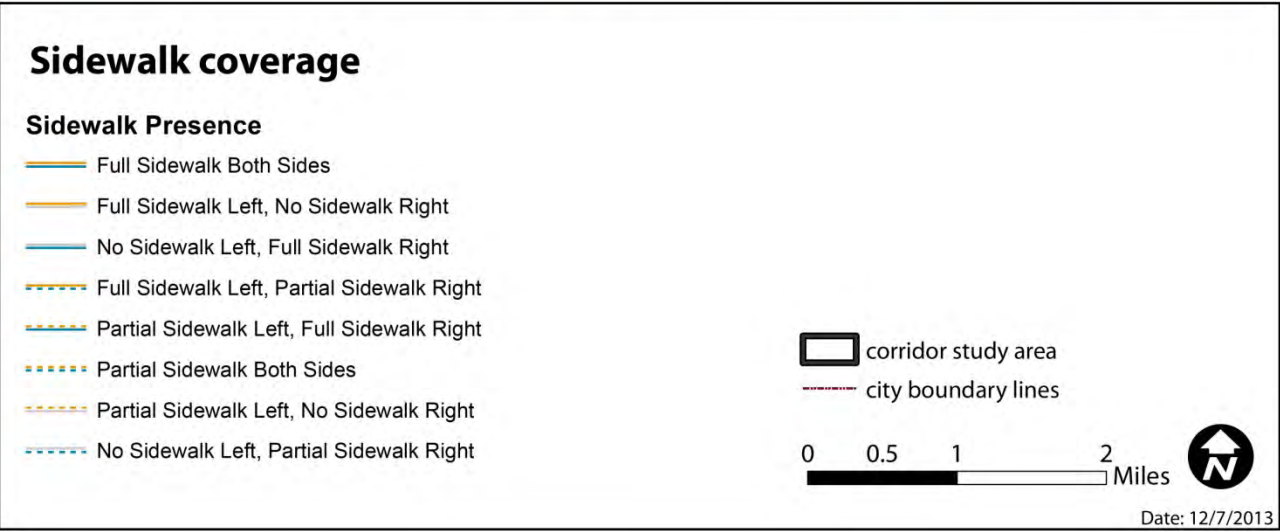 Sidewalk coverage
Sidewalk Presence
Full Sidewalk Both Sides
Full Sidewalk Left, No Sidewalk Right
No Sidewalk Left, Full Sidewalk Right
Full Sidewalk Left, Partial Sidewalk Right
Partial Sidewalk Left, Full Sidewalk Right
Partial Sidewalk Both Sides
Partial Sidewalk Left, No Sidewalk Right
No Sidewalk Left, Partial Sidewalk Right
corridor study area
city boundary lines
0 0.5 1 2
Miles
N
Date: 12/7/2013